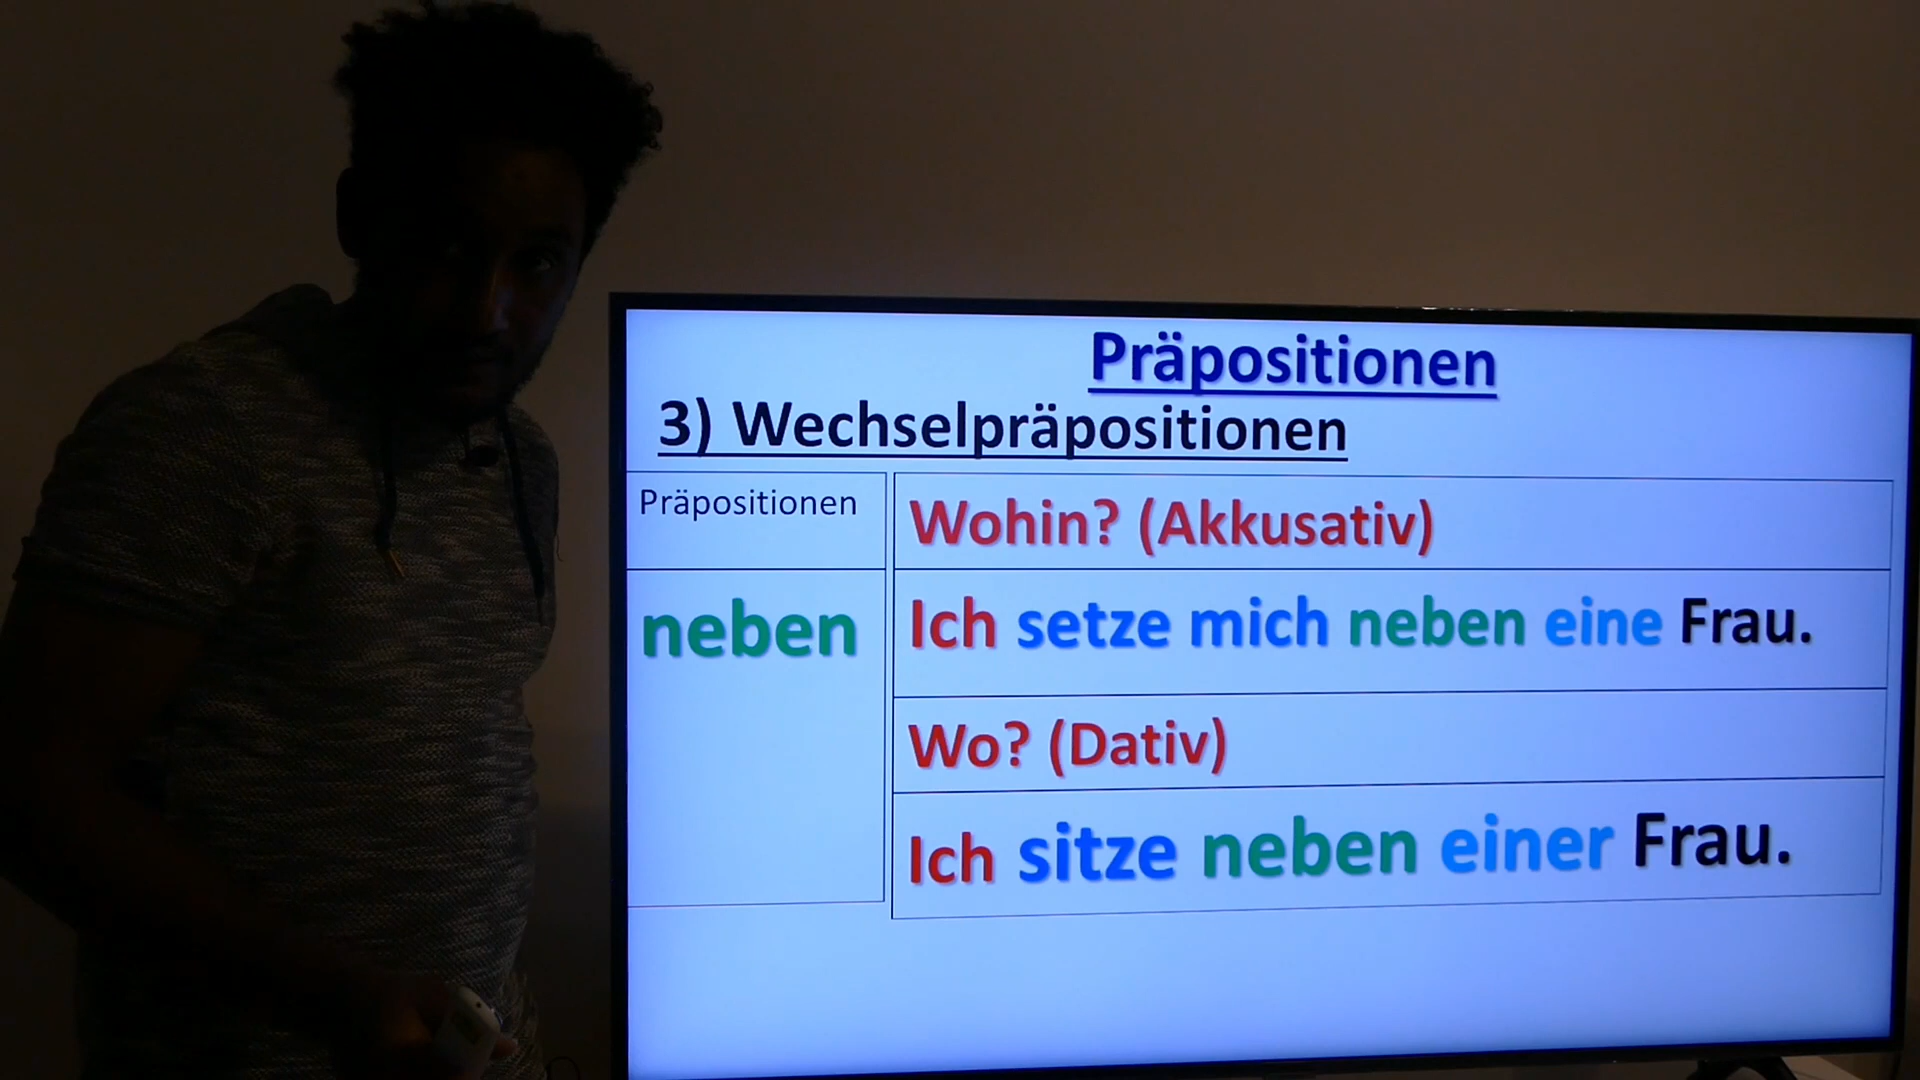 Präpositionen
3) Wechselpräpositionen
Präpositionen
Wohin? (Akkusativ)
neben
Ich setze mich neben eine Frau.
Wo? (Dativ)
Ich sitze neben einer Frau.